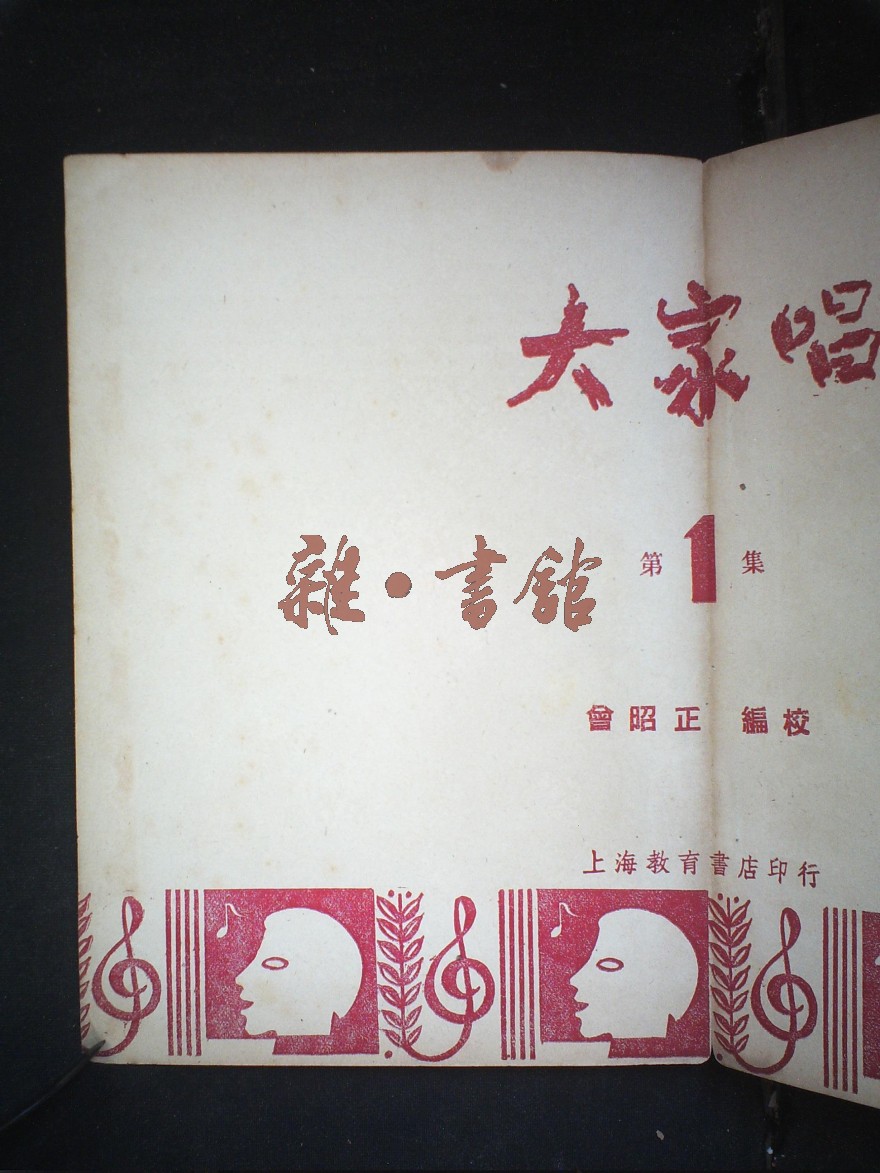 大家唱
第1集
雜·書館
曾昭正 編校
上海教育書店印行